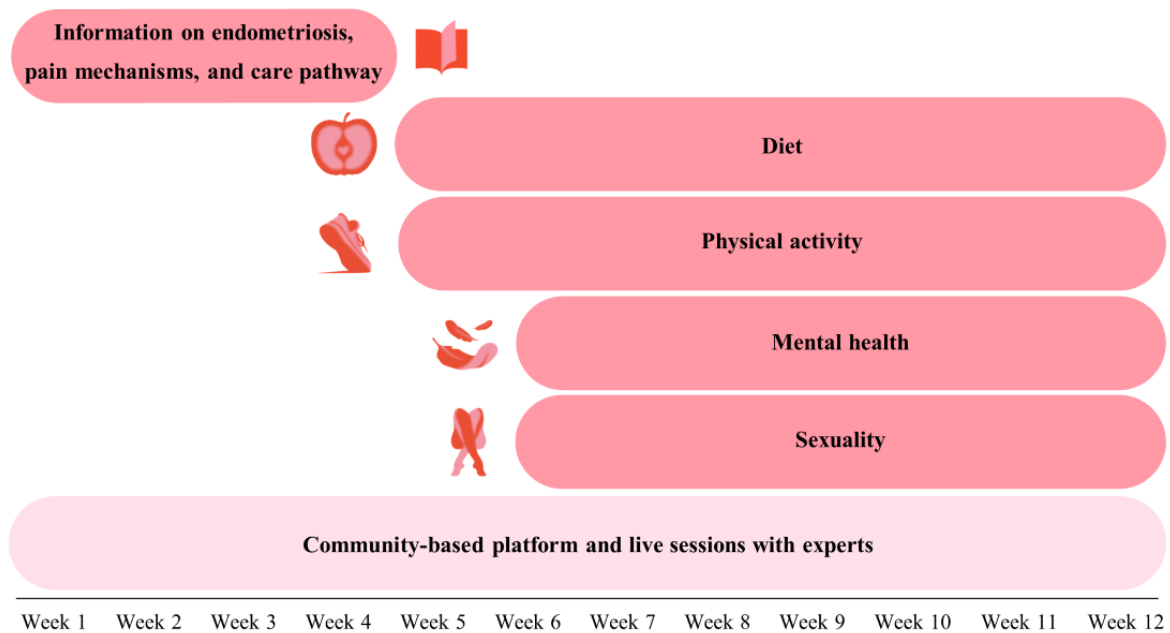 Information on endometriosis,
pain mechanisms, and care pathway
Diet
Physical activity
Mental health
Sexuality
Community-based platform and live sessions with experts
Week 1 Week 2 Week 3 Week 4 Week 5 Week 6 Week 7 Week 8 Week 9 Week 10 Week 11 Week 12